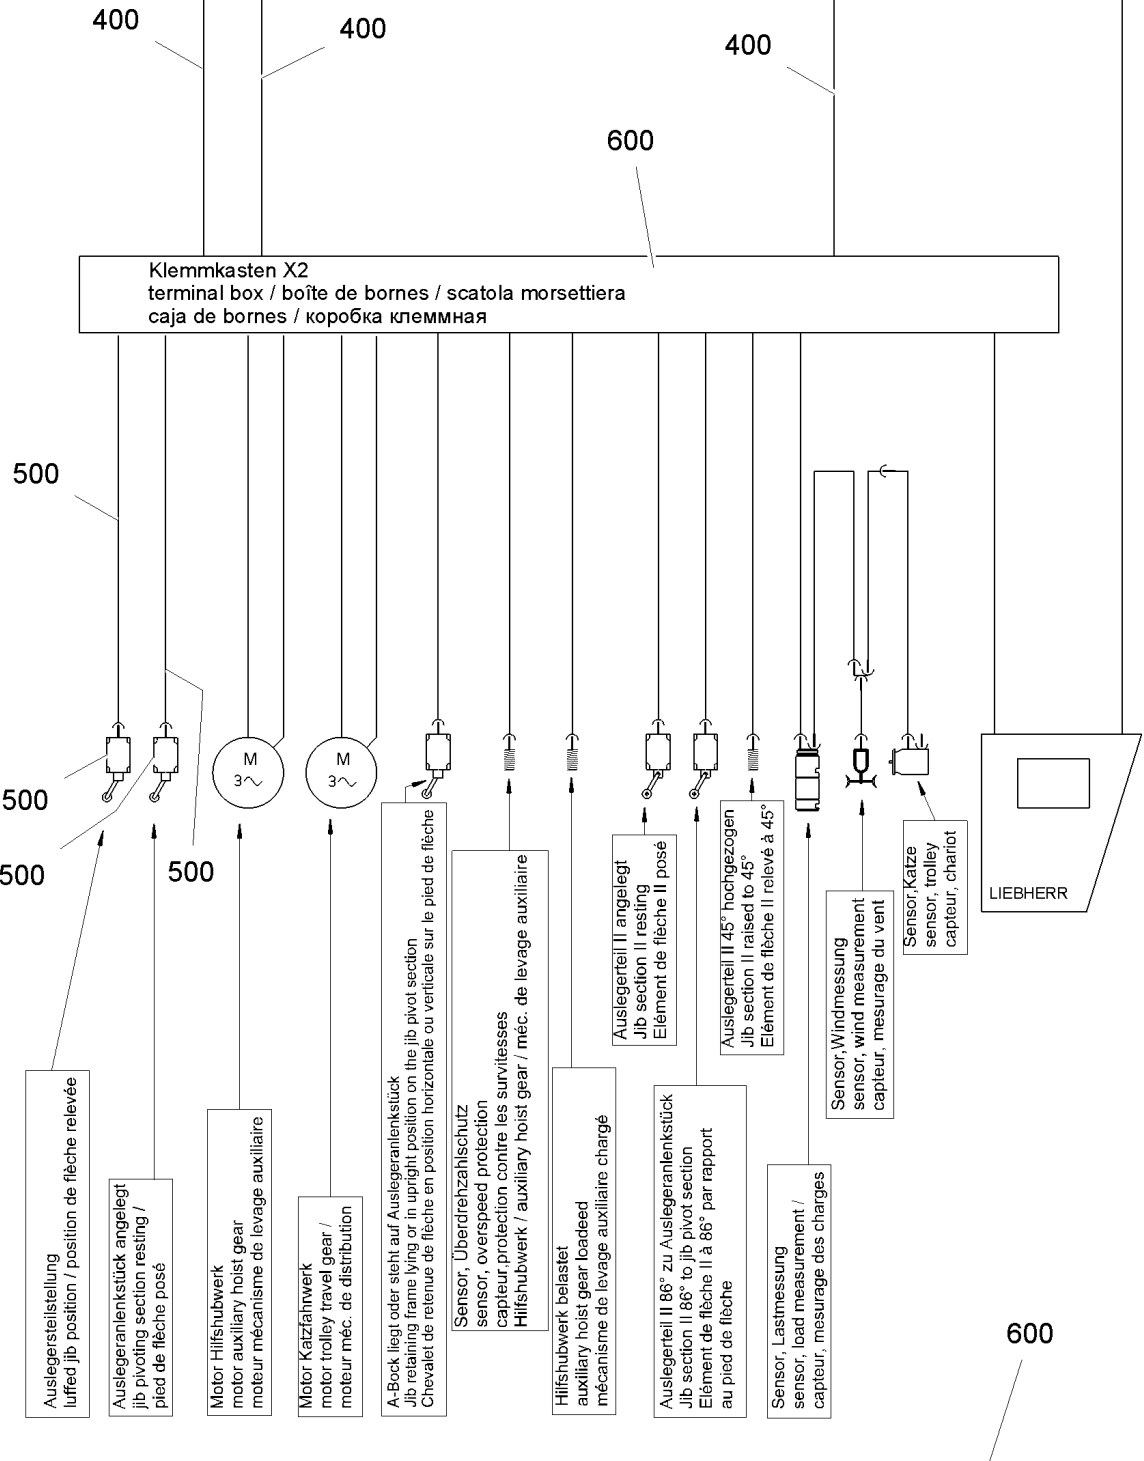 400
400
400
600
Klemmkasten X2
terminal box / boîte de bornes / scatola morsettiera
caja de bornes / коробка клеммная
500
500
500
500
M
3
M
3
LIEBHERR
Auslegersteilstellung
luffed jib position / position de flèche relevée
Auslegeranlenkstück angelegt
jib pivoting section resting /
pied de flèche posé
Motor Hilfshubwerk
motor auxiliary hoist gear
moteur mécanisme de levage auxiliaire
Motor Katzfahrwerk
motor trolley travel gear /
moteur méc. de distribution
A-Bock liegt oder steht auf Auslegeranlenkstück
Jib retaining frame lying or in upright position on the jib pivot section
Chevalet de retenue de flèche en position horizontale ou verticale sur le pied de flèche
Sensor, Überdrehzahlschutz
sensor, overspeed protection
capteur,protection contre les survitesses
Hilfshubwerk / auxiliary hoist gear / méc. de levage auxiliaire
Hilfshubwerk belastet
auxiliary hoist gear loadeed
mécanisme de levage auxiliaire chargé
Auslegerteil II angelegt
Jib section II resting
Elément de flèche II posé
Auslegerteil II 86° zu Auslegeranlenkstück
Jib section II 86° to jib pivot section
Elément de flèche II à 86° par rapport
au pied de flèche
Auslegerteil II 45° hochgezogen
Jib section II raised to 45°
Elément de flèche II relevé à 45°
Sensor, Lastmessung
sensor, load measurement /
capteur, mesurage des charges
Sensor,Windmessung
sensor, wind measurement
capteur, mesurage du vent
Sensor,Katze
sensor, trolley
capteur, chariot
600